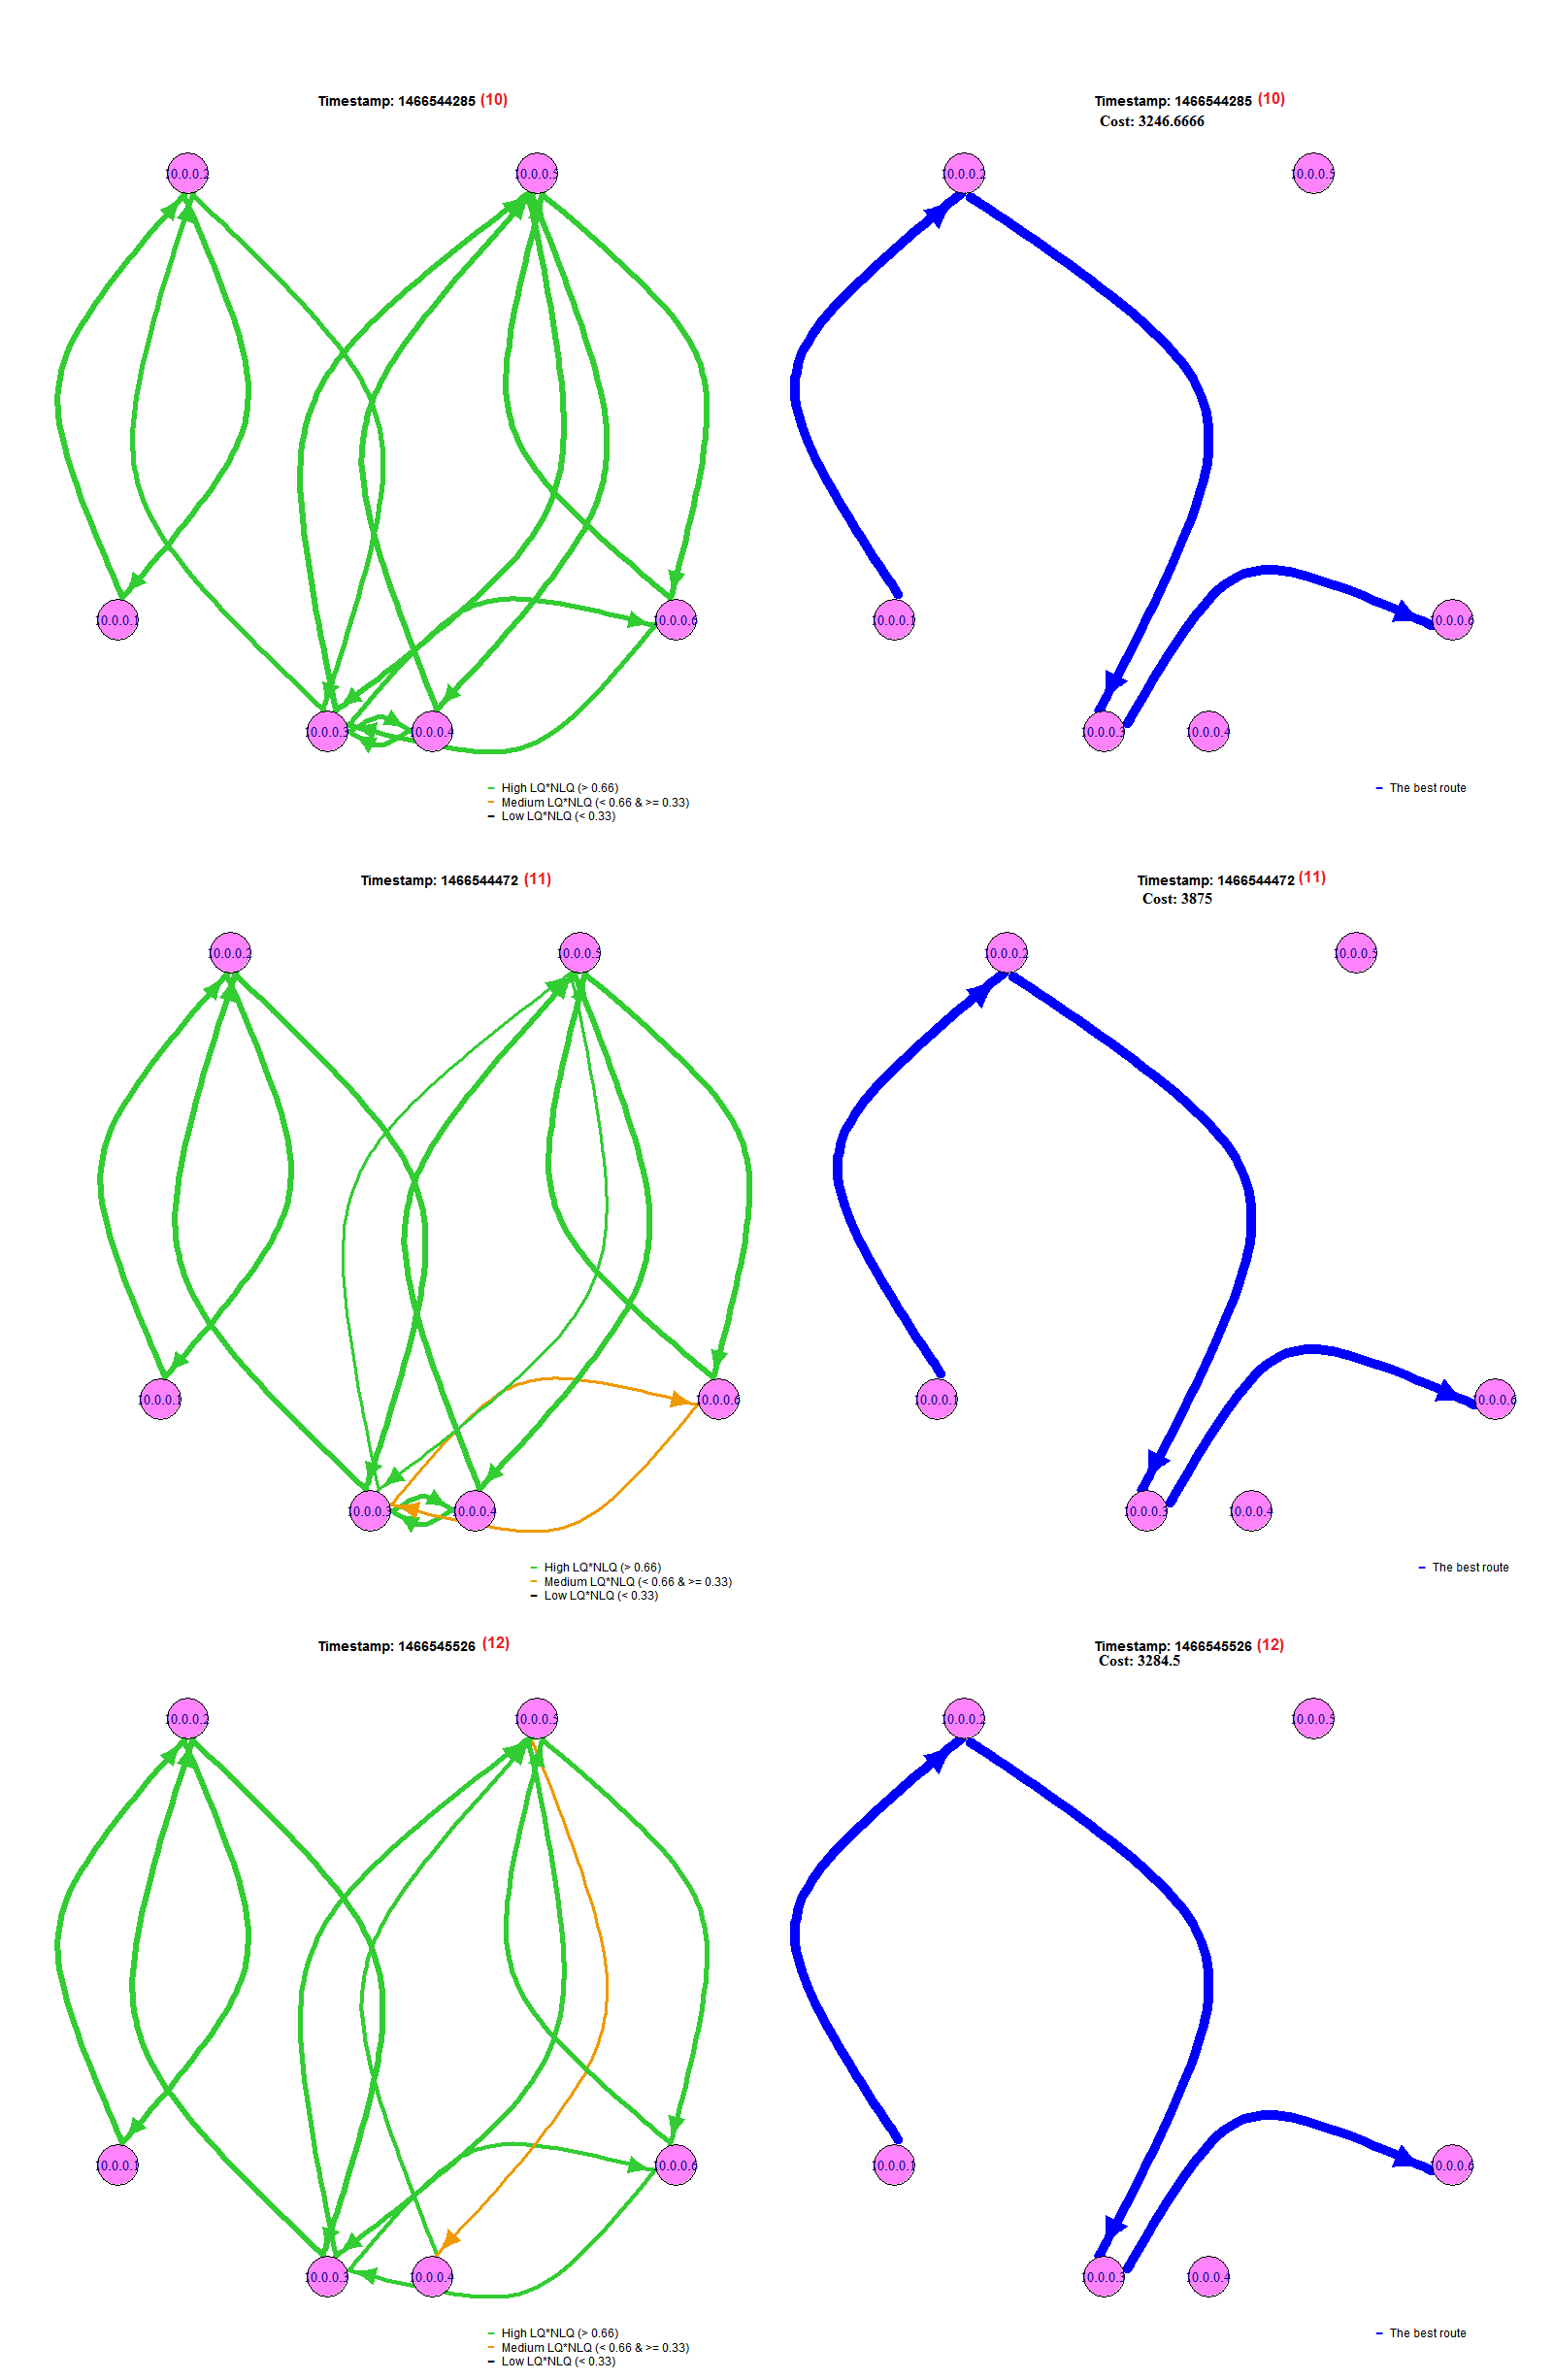 Timestamp: 1466544285 (10)
Timestamp: 1466544285 (10)
Cost: 3246.6666
10.0.0.2
10.0.0.5
10.0.0.2
10.0.0.5
10.0.0.1
10.0.0.6
10.0.0.1
10.0.0.6
10.0.0.3
10.0.0.4
10.0.0.3
10.0.0.4
High LQ*NLQ (> 0.66)
Medium LQ*NLQ (< 0.66 & >= 0.33)
Low LQ*NLQ (< 0.33)
The best route
Timestamp: 1466544472 (11)
Timestamp: 1466544472 (11)
Cost: 3875
10.0.0.2
10.0.0.5
10.0.0.2
10.0.0.5
10.0.0.1
10.0.0.6
10.0.0.1
10.0.0.6
10.0.0.3
10.0.0.4
10.0.0.3
10.0.0.4
High LQ*NLQ (> 0.66)
Medium LQ*NLQ (< 0.66 & >= 0.33)
Low LQ*NLQ (< 0.33)
The best route
Timestamp: 1466545526 (12)
Timestamp: 1466545526 (12)
Cost: 3284.5
10.0.0.2
10.0.0.5
10.0.0.2
10.0.0.5
10.0.0.1
10.0.0.6
10.0.0.1
10.0.0.6
10.0.0.3
10.0.0.4
10.0.0.3
10.0.0.4
High LQ*NLQ (> 0.66)
Medium LQ*NLQ (< 0.66 & >= 0.33)
Low LQ*NLQ (< 0.33)
The best route